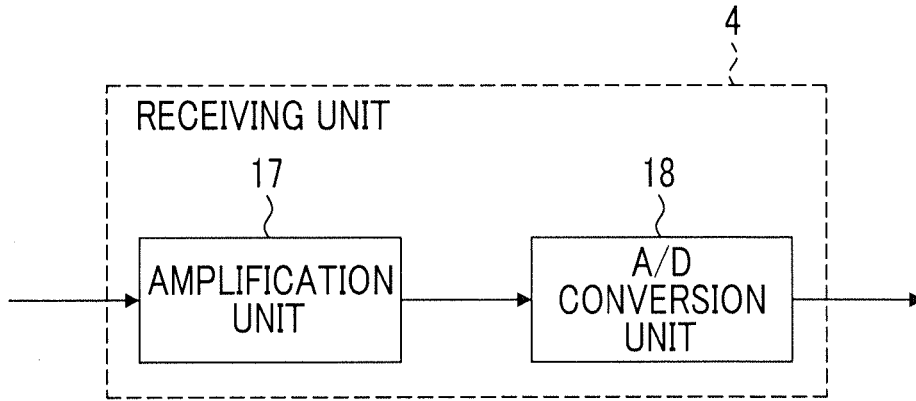 4
RECEIVING UNIT
17
18
AMPLIFICATION
UNIT
A/D
CONVERSION
UNIT